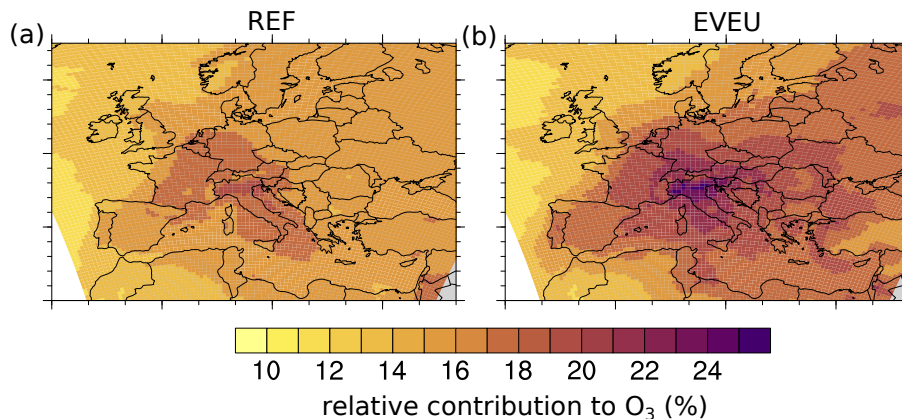 REF
EVEU
(a)
(b)
10 12 14 16 18 20 22 24
relative contribution to O₃ (%)